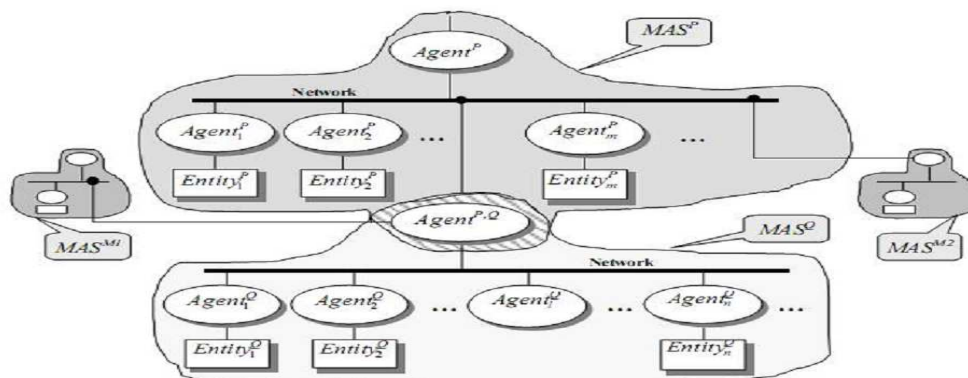 Agent^P
MAS^P
Network
Agent_1^P Agent_2^P ... Agent_m^P ...
Entity_1^P Entity_2^P Entity_m^P
Agent^P,Q
MAS^M1
MAS^Q
MAS^M2
Network
Agent_1^Q Agent_2^Q ... Agent_i^Q ... Agent_n^Q ...
Entity_1^Q Entity_2^Q Entity_n^Q